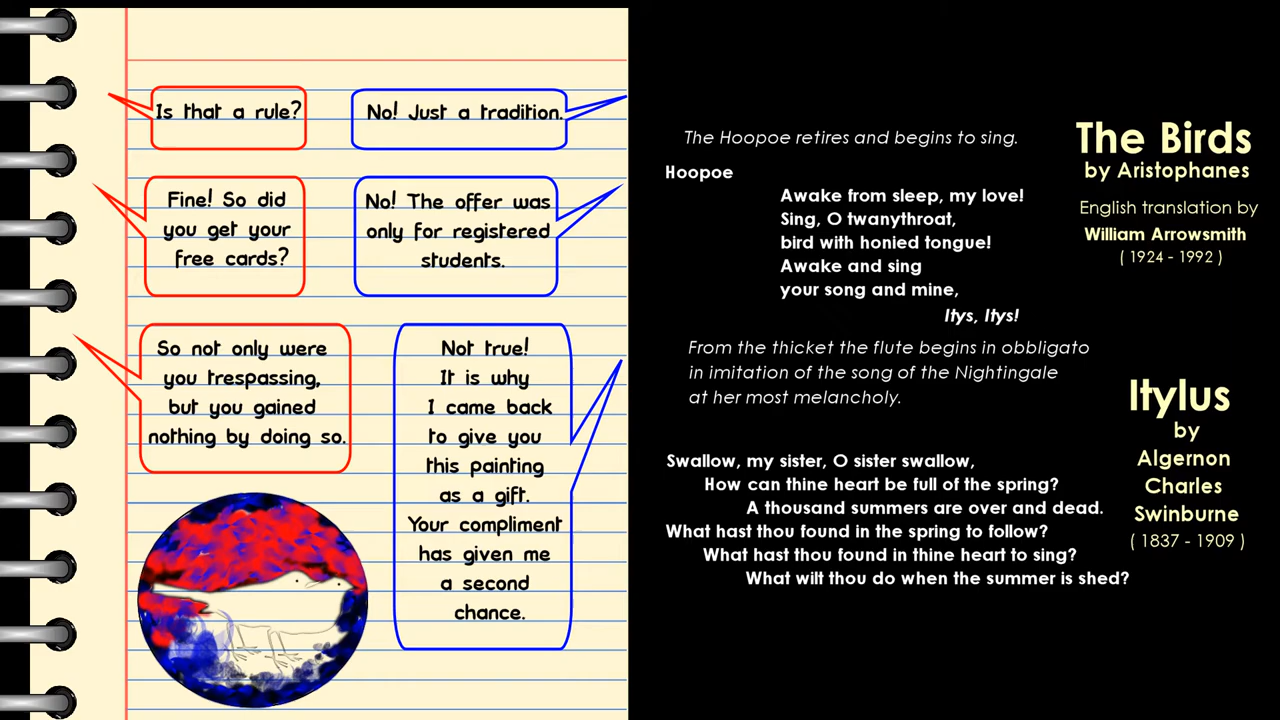 Is that a rule?
No! Just a tradition.
Fine! So did
you get your
free cards?
No! The offer was
only for registered
students.
So not only were
you trespassing,
but you gained
nothing by doing so.
Not true!
It is why
I came back
to give you
this painting
as a gift.
Your compliment
has given me
a second
chance.
The Hoopoe retires and begins to sing.
Hoopoe
Awake from sleep, my love!
Sing, O twanythroat,
bird with honied tongue!
Awake and sing
your song and mine,
Itys, Itys!
From the thicket the flute begins in obbligato
in imitation of the song of the Nightingale
at her most melancholy.
The Birds
by Aristophanes
English translation by
William Arrowsmith
( 1924 - 1992 )
Swallow, my sister, O sister swallow,
How can thine heart be full of the spring?
A thousand summers are over and dead.
What hast thou found in the spring to follow?
What hast thou found in thine heart to sing?
What wilt thou do when the summer is shed?
Itylus
by
Algernon
Charles
Swinburne
( 1837 - 1909 )